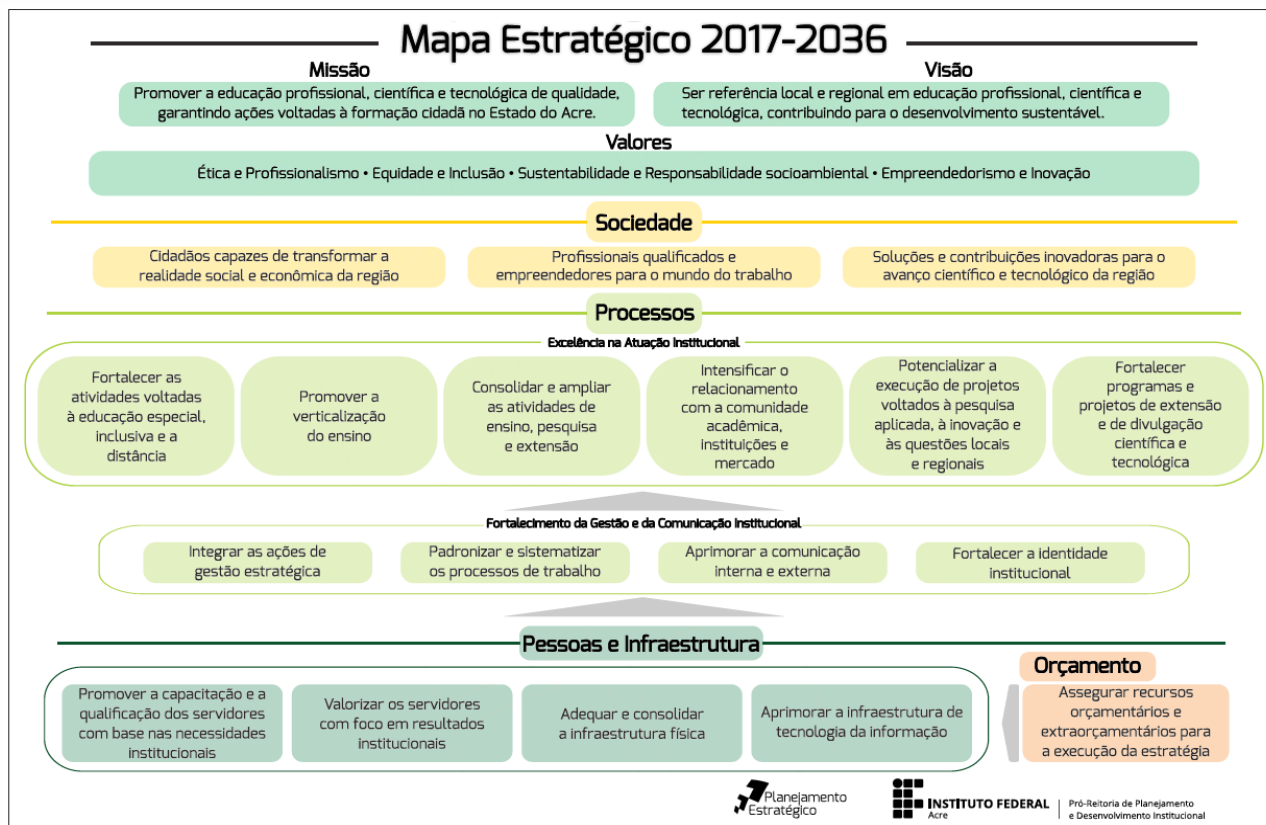 Mapa Estratégico 2017-2036
Missão
Promover a educação profissional, científica e tecnológica de qualidade,
garantindo ações voltadas à formação cidadã no Estado do Acre.
Visão
Ser referência local e regional em educação profissional, científica e
tecnológica, contribuindo para o desenvolvimento sustentável.
Valores
Ética e Profissionalismo • Equidade e Inclusão • Sustentabilidade e Responsabilidade socioambiental • Empreendedorismo e Inovação
Sociedade
Cidadãos capazes de transformar a
realidade social e econômica da região
Profissionais qualificados e
empreendedores para o mundo do trabalho
Soluções e contribuições inovadoras para o
avanço científico e tecnológico da região
Processos
Excelência na Atuação Institucional
Fortalecer as
atividades voltadas
à educação especial,
inclusiva e a
distância
Promover a
verticalização
do ensino
Consolidar e ampliar
as atividades de
ensino, pesquisa
e extensão
Intensificar o
relacionamento
com a comunidade
acadêmica,
instituições e
mercado
Potencializar a
execução de projetos
voltados à pesquisa
aplicada, à inovação e
às questões locais
e regionais
Fortalecer
programas e
projetos de extensão
e de divulgação
científica e
tecnológica
Fortalecimento da Gestão e da Comunicação Institucional
Integrar as ações de
gestão estratégica
Padronizar e sistematizar
os processos de trabalho
Aprimorar a comunicação
interna e externa
Fortalecer a identidade
institucional
Pessoas e Infraestrutura
Promover a capacitação e a
qualificação dos servidores
com base nas necessidades
institucionais
Valorizar os servidores
com foco em resultados
institucionais
Adequar e consolidar
a infraestrutura física
Aprimorar a infraestrutura de
tecnologia da informação
Orçamento
Assegurar recursos
orçamentários e
extraorçamentários para
a execução da estratégia
Planejamento
Estratégico
INSTITUTO FEDERAL
Acre
Pró-Reitoria de Planejamento
e Desenvolvimento Institucional